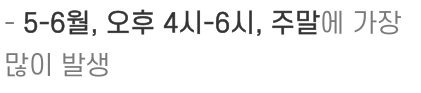 - 5-6월, 오후 4시-6시, 주말에 가장
많이 발생